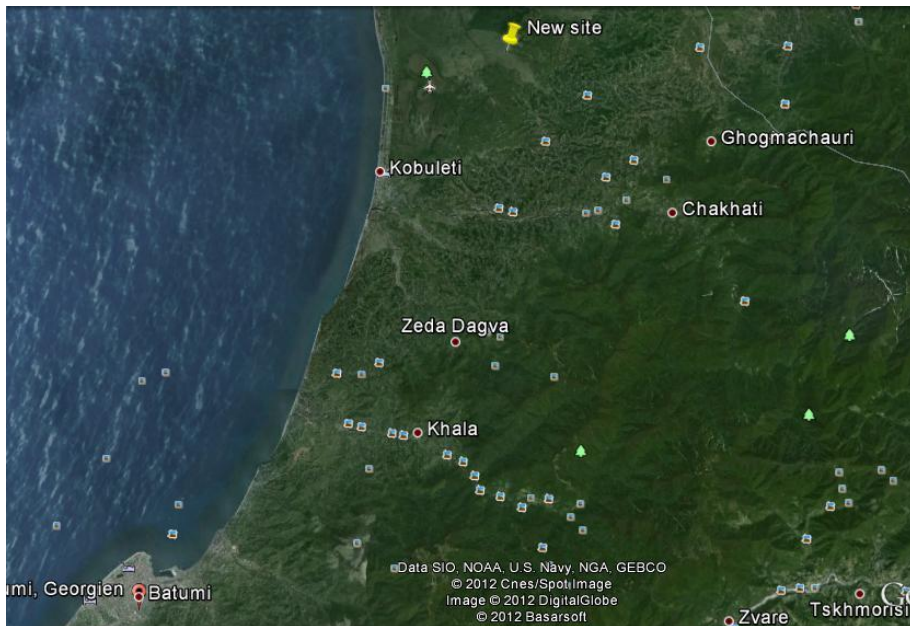 New site
Ghogmachauri
Kobuleti
Chakhati
Zeda Dagva
Khala
Data SIO, NOAA, U.S. Navy, NGA, GEBCO
© 2012 Cnes/Spot Image
Image © 2012 DigitalGlobe
© 2012 Basarsoft
umi, Georgien
Batumi
Tskhmorisi
Go
Zvare